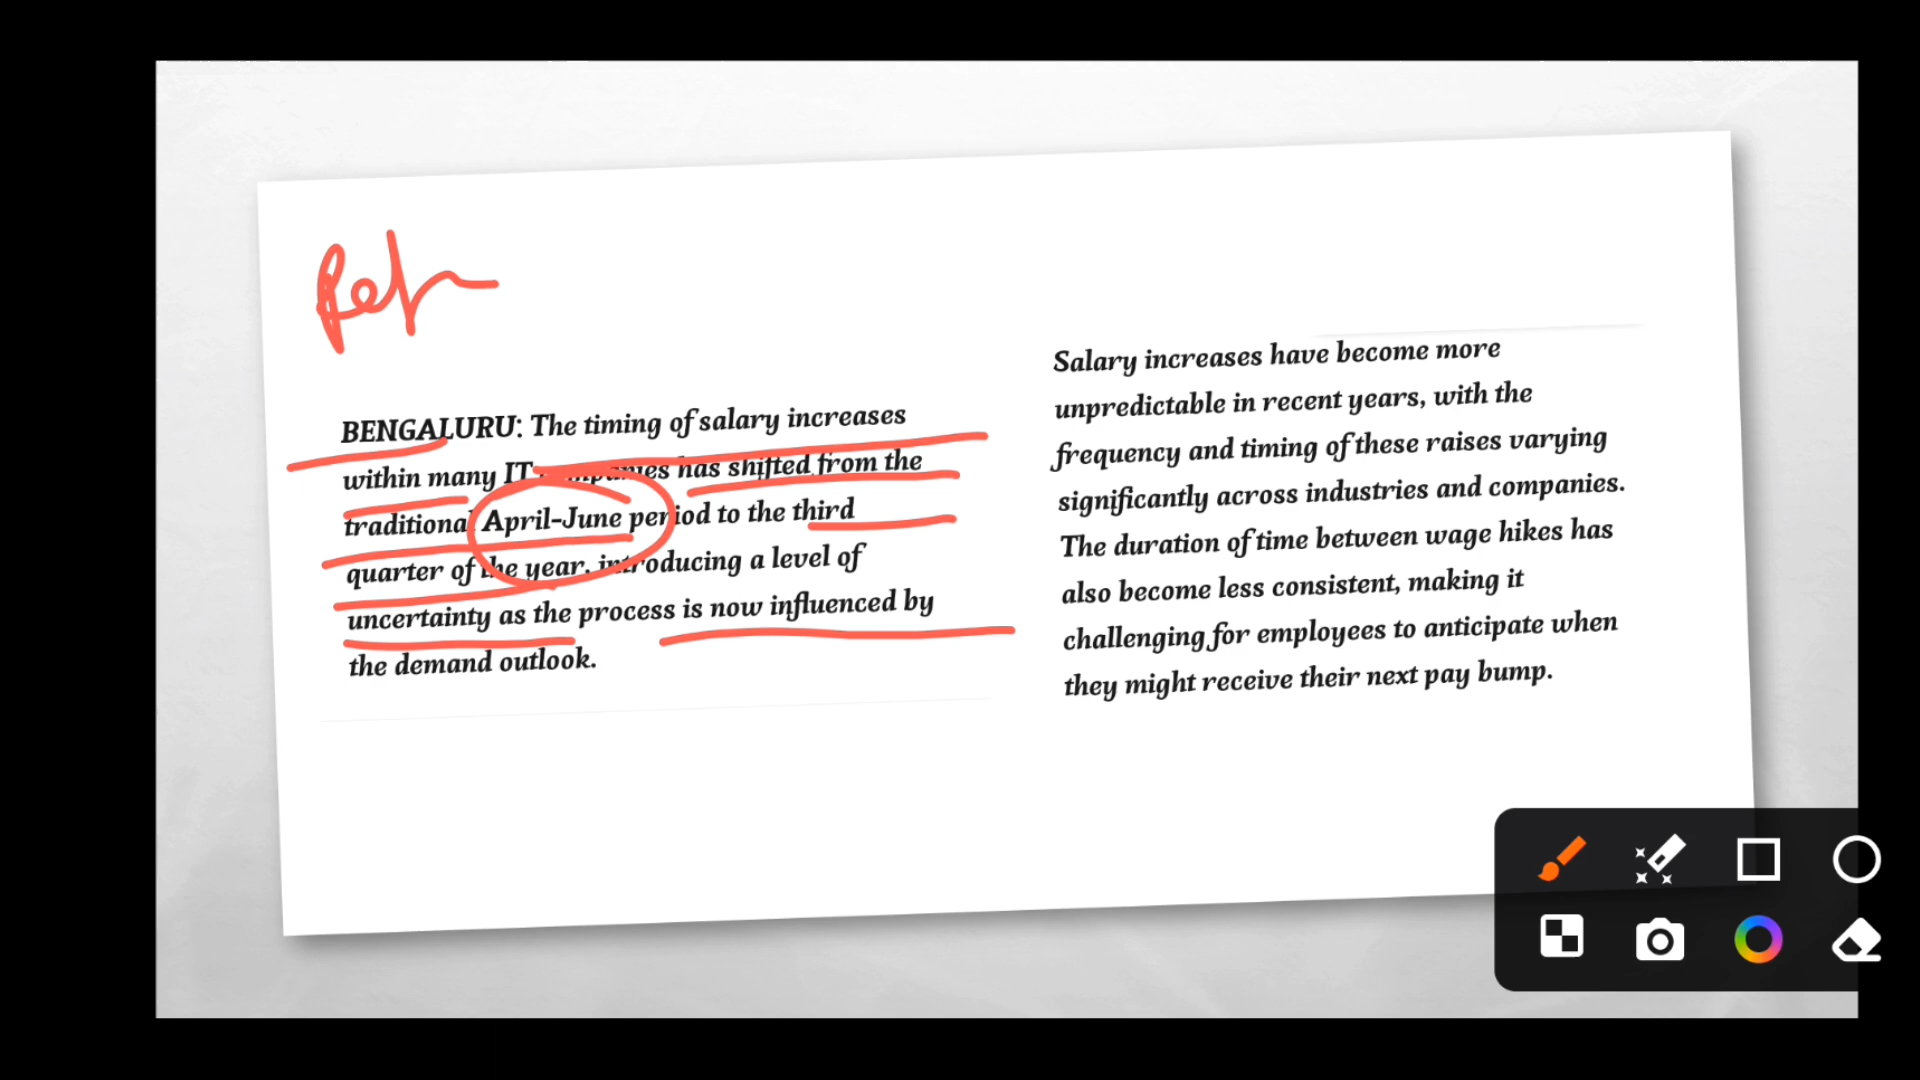 BENGALURU: The timing of salary increases
within many IT companies has shifted from the
traditional April-June period to the third
quarter of the year, introducing a level of
uncertainty as the process is now influenced by
the demand outlook.
Salary increases have become more
unpredictable in recent years, with the
frequency and timing of these raises varying
significantly across industries and companies.
The duration of time between wage hikes has
also become less consistent, making it
challenging for employees to anticipate when
they might receive their next pay bump.